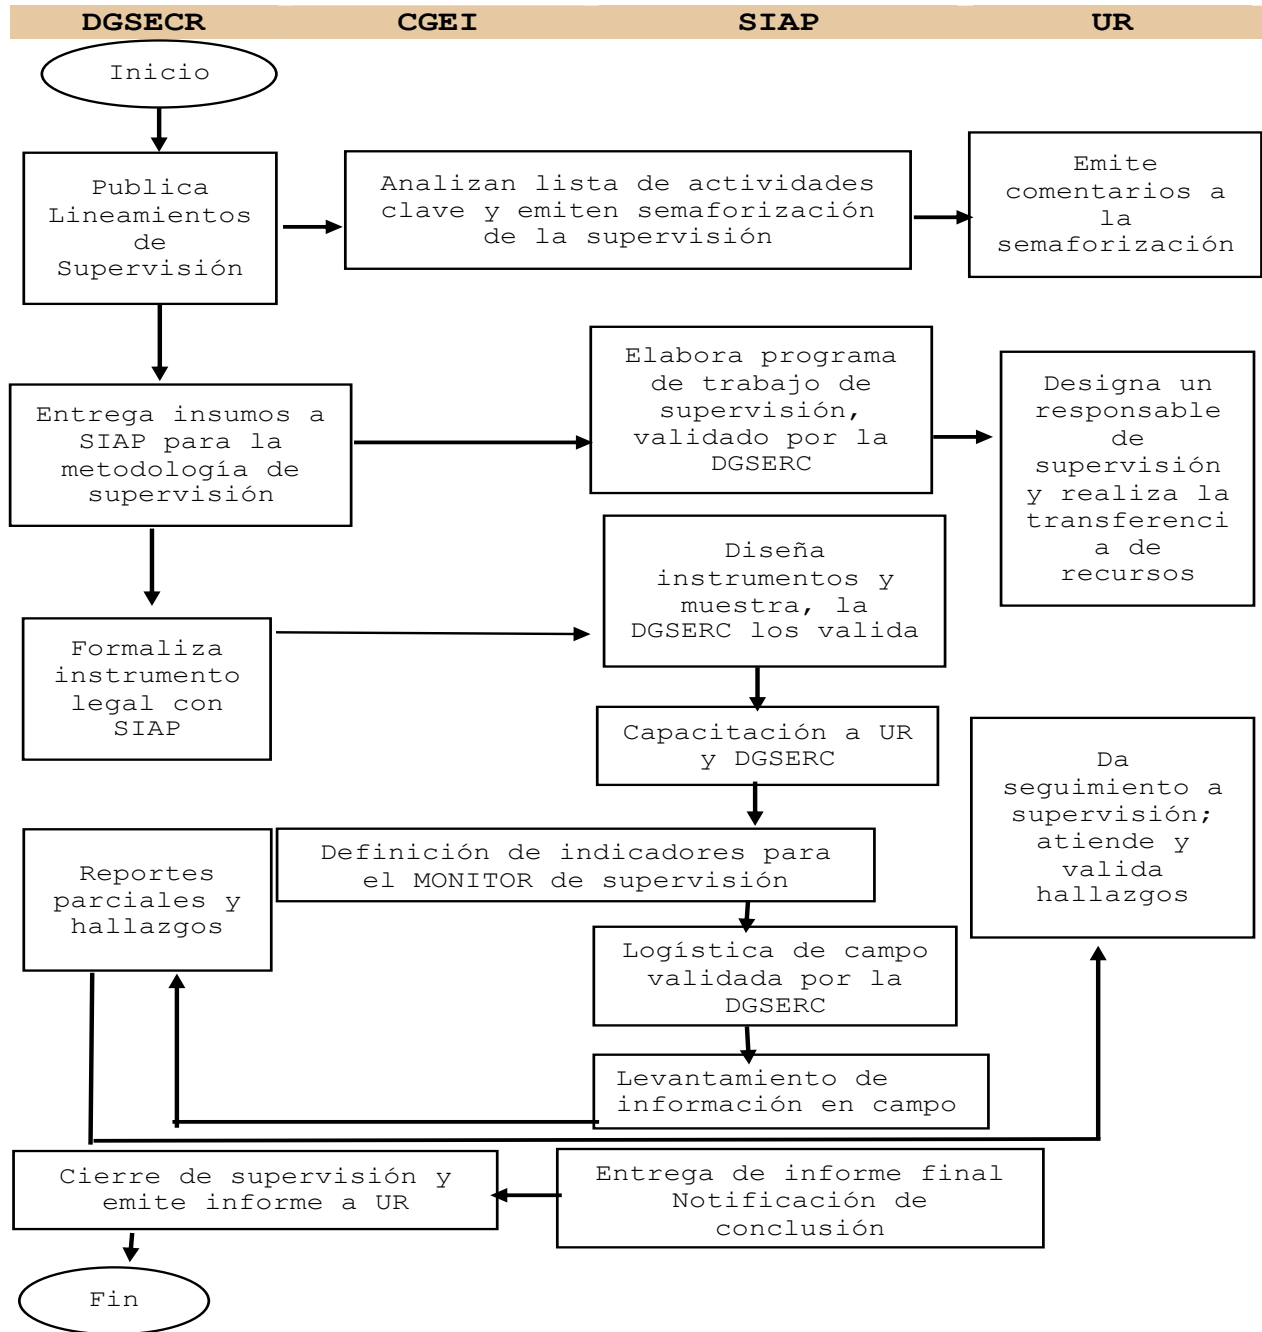 DGSECR CGEI SIAP UR
Inicio
Publica
Lineamientos
de
Supervisión
Analizan lista de actividades
clave y emiten semaforización
de la supervisión
Emite
comentarios a
la
semaforización
Entrega insumos a
SIAP para la
metodología de
supervisión
Elabora programa
de trabajo de
supervisión,
validado por la
DGSERC
Designa un
responsable
de
supervisión
y realiza la
transferenci
a de
recursos
Formaliza
instrumento
legal con
SIAP
Diseña
instrumentos y
muestra, la
DGSERC los valida
Capacitación a UR
y DGSERC
Definición de indicadores para
el MONITOR de supervisión
Da
seguimiento a
supervisión;
atiende y
valida
hallazgos
Reportes
parciales y
hallazgos
Logística de campo
validada por la
DGSERC
Levantamiento de
información en campo
Cierre de supervisión y
emite informe a UR
Entrega de informe final
Notificación de
conclusión
Fin